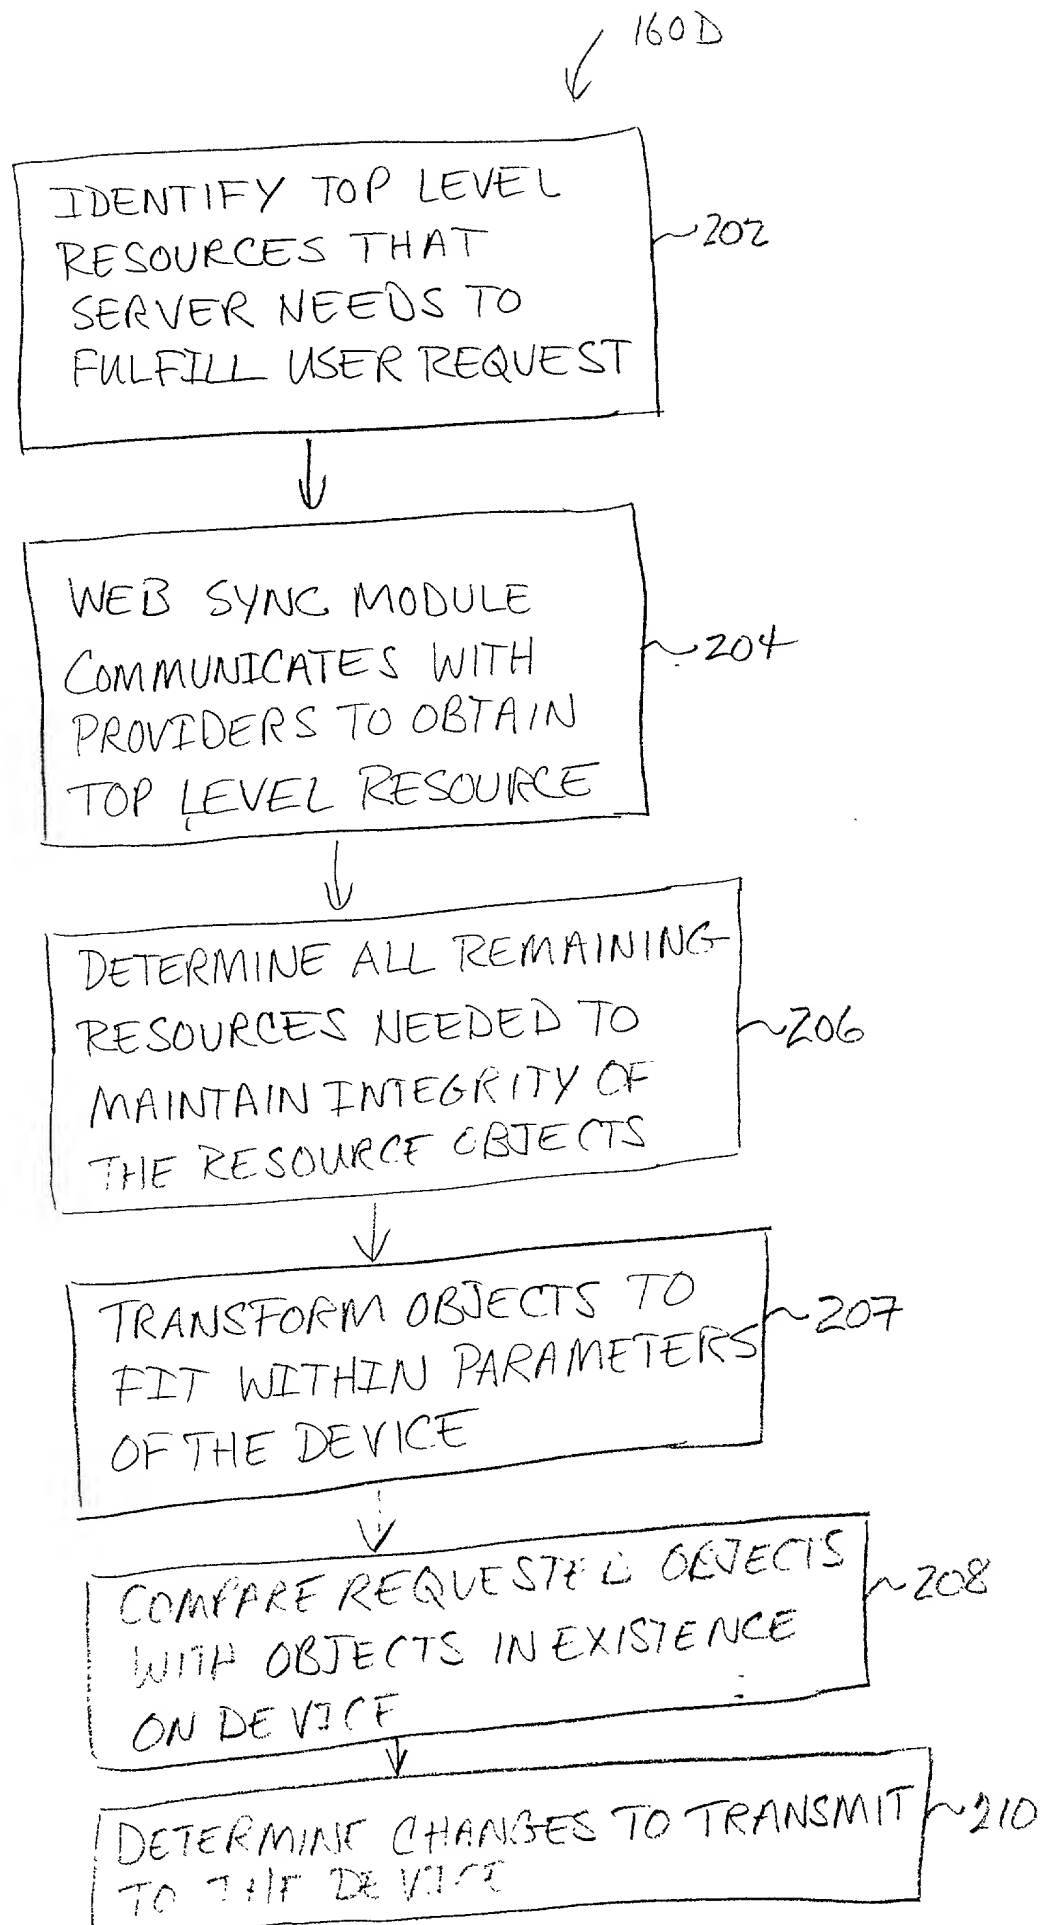 160D
IDENTIFY TOP LEVEL
RESOURCES THAT
SERVER NEEDS TO
FULFILL USER REQUEST
202
WEB SYNC MODULE
COMMUNICATES WITH
PROVIDERS TO OBTAIN
TOP LEVEL RESOURCE
204
DETERMINE ALL REMAINING
RESOURCES NEEDED TO
MAINTAIN INTEGRITY OF
THE RESOURCE OBJECTS
206
TRANSFORM OBJECTS TO
FIT WITHIN PARAMETERS
OF THE DEVICE
207
COMPARE REQUESTED OBJECTS
WITH OBJECTS IN EXISTENCE
ON DEVICE
208
DETERMINE CHANGES TO TRANSMIT
TO THE DEVICE
210